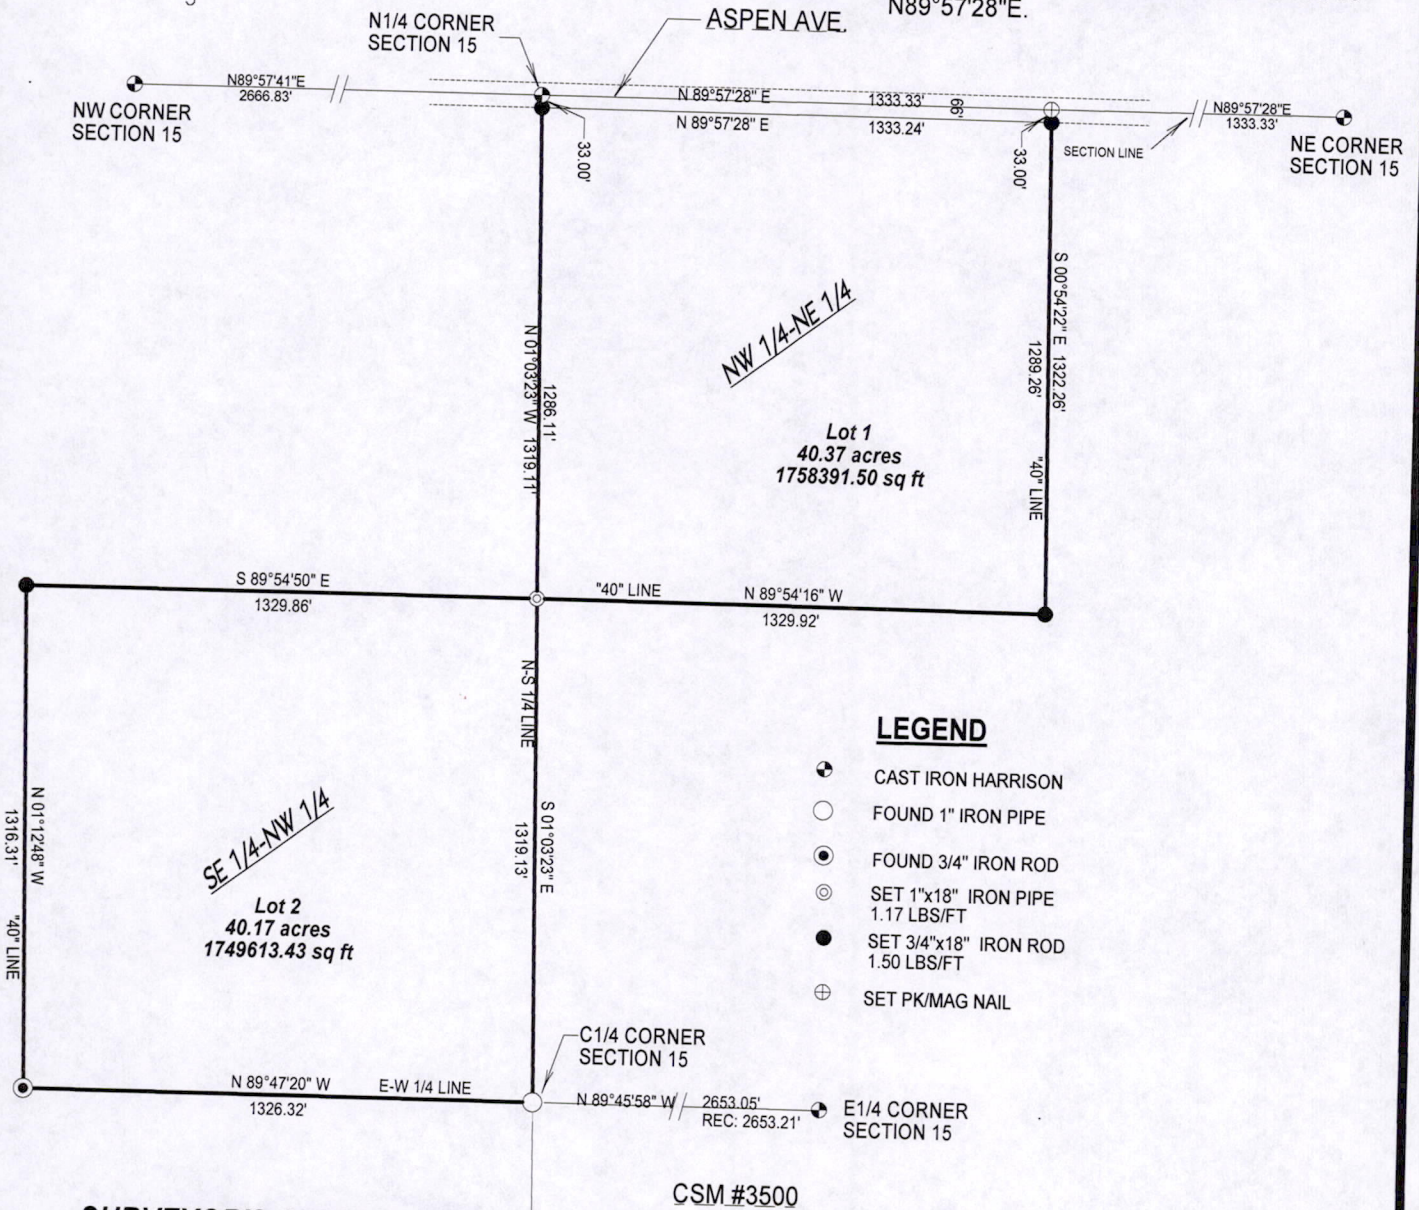 N89°57'28"E.
N1/4 CORNER
SECTION 15
ASPEN AVE.
N89°57'41"E
2666.83'
NW CORNER
SECTION 15
N 89°57'28" E 1333.33'
N 89°57'28" E 1333.24'
66'
33.00'
33.00'
SECTION LINE
N89°57'28"E
1333.33'
NE CORNER
SECTION 15
N 01°03'23" W 1319.11'
1286.11'
NW 1/4-NE 1/4
S 00°54'22" E 1322.26'
1289.26'
"40" LINE
Lot 1
40.37 acres
1758391.50 sq ft
S 89°54'50" E
1329.86'
"40" LINE
N 89°54'16" W
1329.92'
N-S 1/4 LINE
S 01°03'23" E
1319.13'
N 01°12'48" W
1316.31'
"40" LINE
SE 1/4-NW 1/4
Lot 2
40.17 acres
1749613.43 sq ft
LEGEND
CAST IRON HARRISON
FOUND 1" IRON PIPE
FOUND 3/4" IRON ROD
SET 1"x18" IRON PIPE
1.17 LBS/FT
SET 3/4"x18" IRON ROD
1.50 LBS/FT
SET PK/MAG NAIL
C1/4 CORNER
SECTION 15
N 89°47'20" W
E-W 1/4 LINE
1326.32'
N 89°45'58" W
2653.05'
REC: 2653.21'
E1/4 CORNER
SECTION 15
CSM #3500